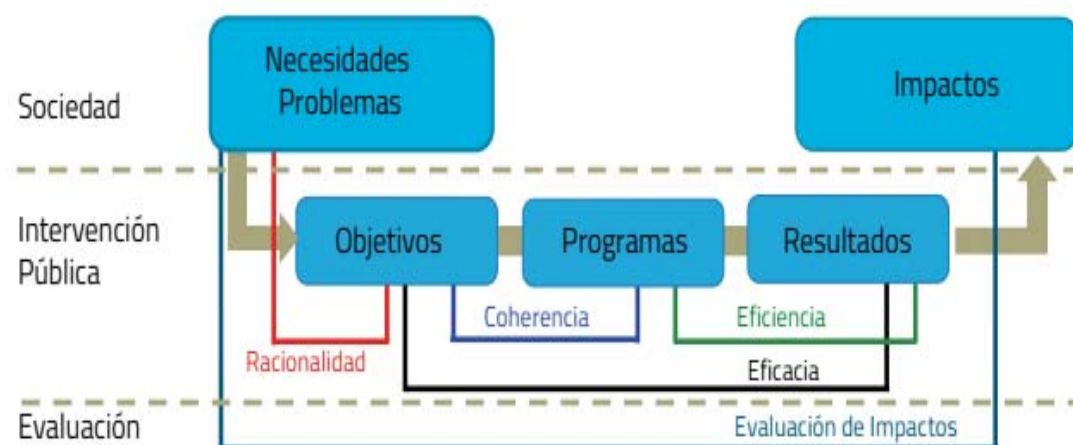 Necesidades
Problemas
Impactos
Sociedad
Intervención
Pública
Objetivos
Programas
Resultados
Coherencia
Eficiencia
Racionalidad
Eficacia
Evaluación
Evaluación de Impactos